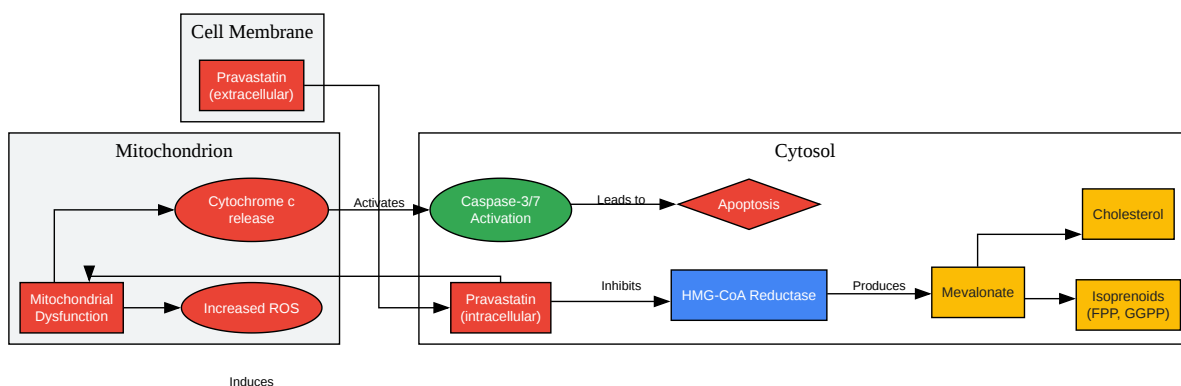 Cell Membrane
Pravastatin
(extracellular)
Mitochondrion
Cytosol
Cytochrome c
release
Activates
Caspase-3/7
Activation
Leads to
Apoptosis
Cholesterol
Mitochondrial
Dysfunction
Increased ROS
Pravastatin
(intracellular)
Inhibits
HMG-CoA Reductase
Produces
Mevalonate
Isoprenoids
(FPP, GGPP)
Induces